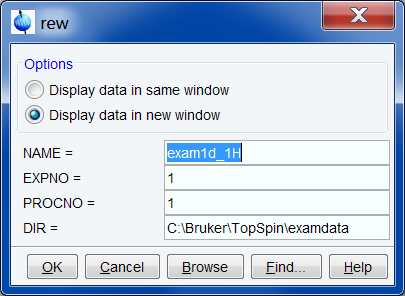 rew
Options
Display data in same window
Display data in new window
NAME = exam1d_1H
EXPNO = 1
PROCNO = 1
DIR = C:\Bruker\TopSpin\examdata
OK Cancel Browse Find... Help